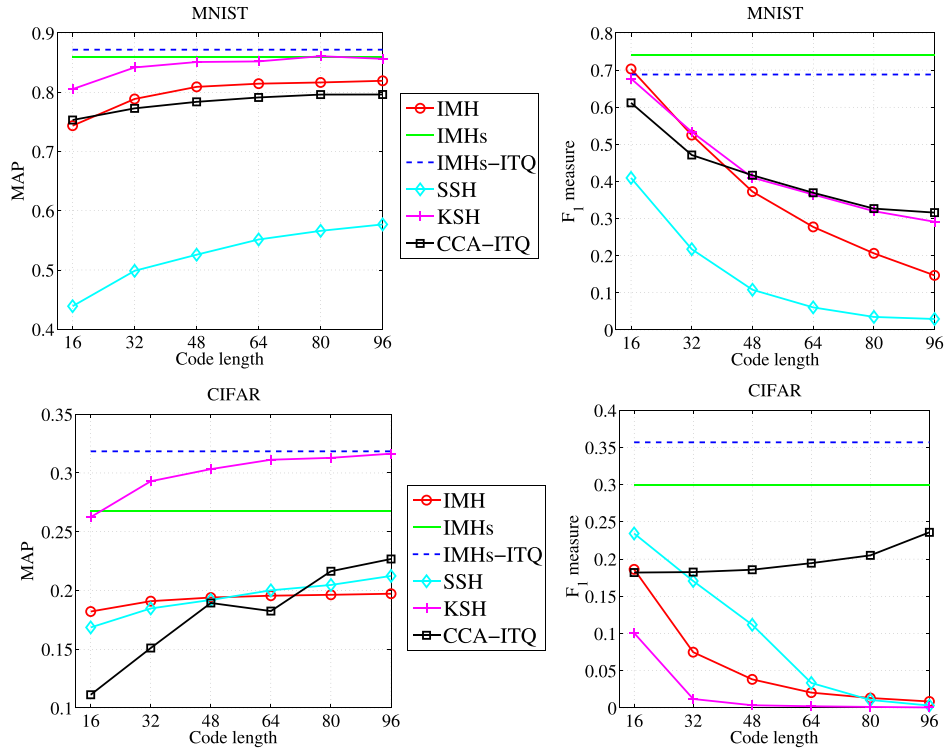 MNIST
0.9
0.8
0.7
0.6
0.5
0.4
MAP
16 32 48 64 80 96
Code length
IMH
IMHs
IMHs−ITQ
SSH
KSH
CCA−ITQ
MNIST
0.8
0.7
0.6
0.5
0.4
0.3
0.2
0.1
0
F1 measure
16 32 48 64 80 96
Code length
CIFAR
0.35
0.3
0.25
0.2
0.15
0.1
MAP
16 32 48 64 80 96
Code length
IMH
IMHs
IMHs−ITQ
SSH
KSH
CCA−ITQ
CIFAR
0.4
0.35
0.3
0.25
0.2
0.15
0.1
0.05
0
F1 measure
16 32 48 64 80 96
Code length